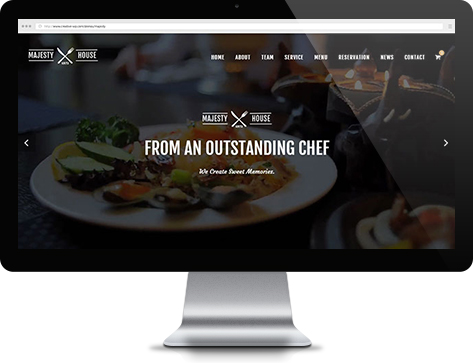 MAJESTY HOUSE
HOME ABOUT TEAM SERVICE MENU RESERVATION NEWS CONTACT
MAJESTY HOUSE
FROM AN OUTSTANDING CHEF
We Create Sweet Memories.